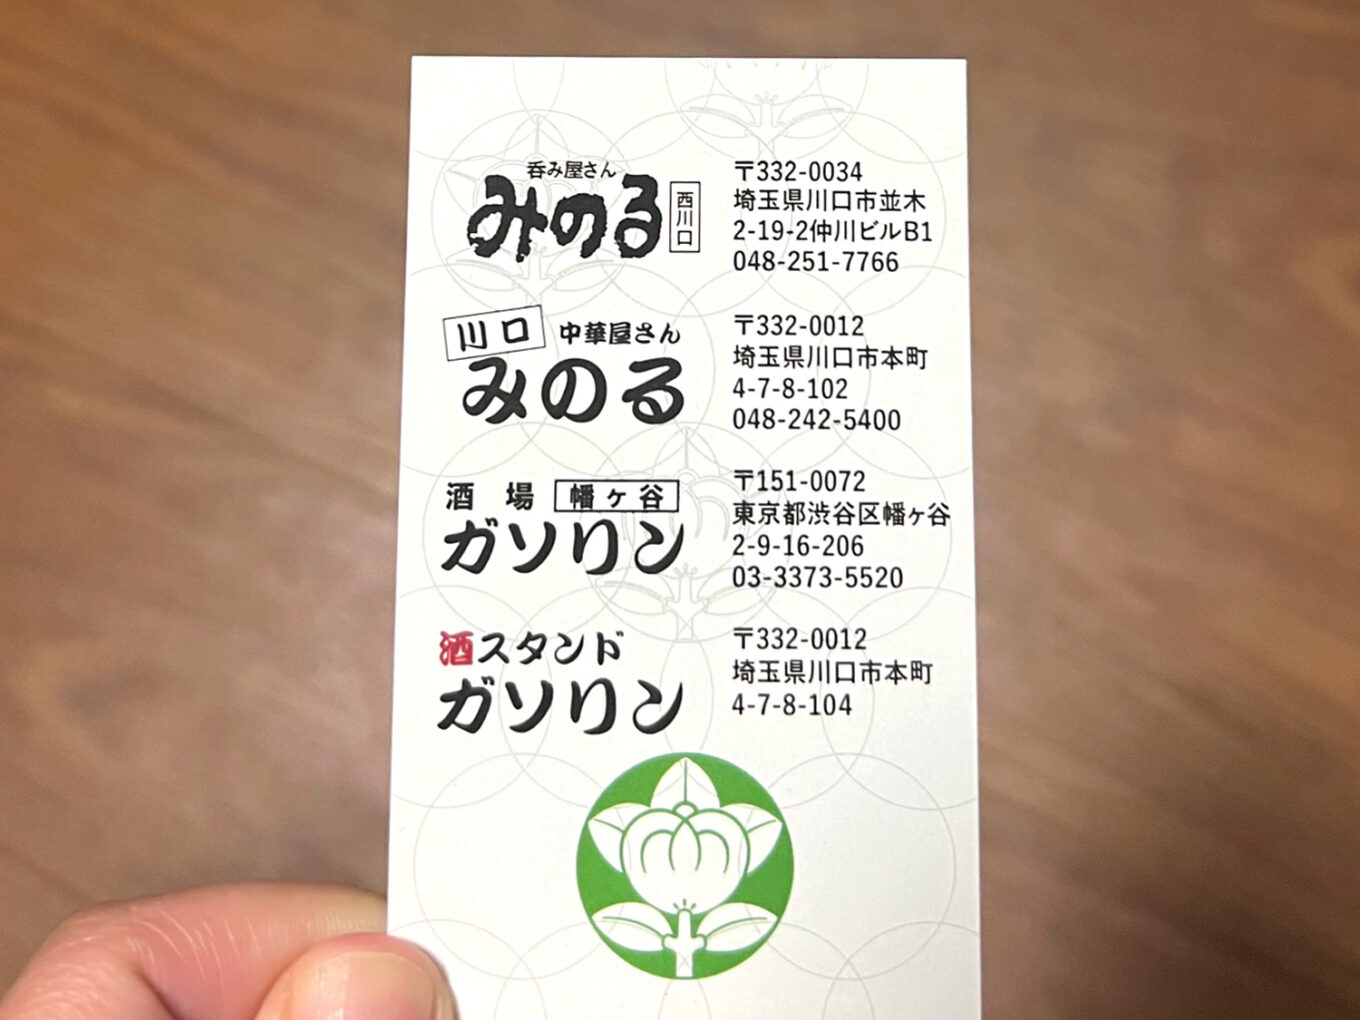 呑み屋さん
みのる
西川口
〒332-0034
埼玉県川口市並木
2-19-2仲川ビルB1
048-251-7766
川口 中華屋さん
みのる
〒332-0012
埼玉県川口市本町
4-7-8-102
048-242-5400
酒場 幡ヶ谷
ガソリン
〒151-0072
東京都渋谷区幡ヶ谷
2-9-16-206
03-3373-5520
酒スタンド
ガソリン
〒332-0012
埼玉県川口市本町
4-7-8-104